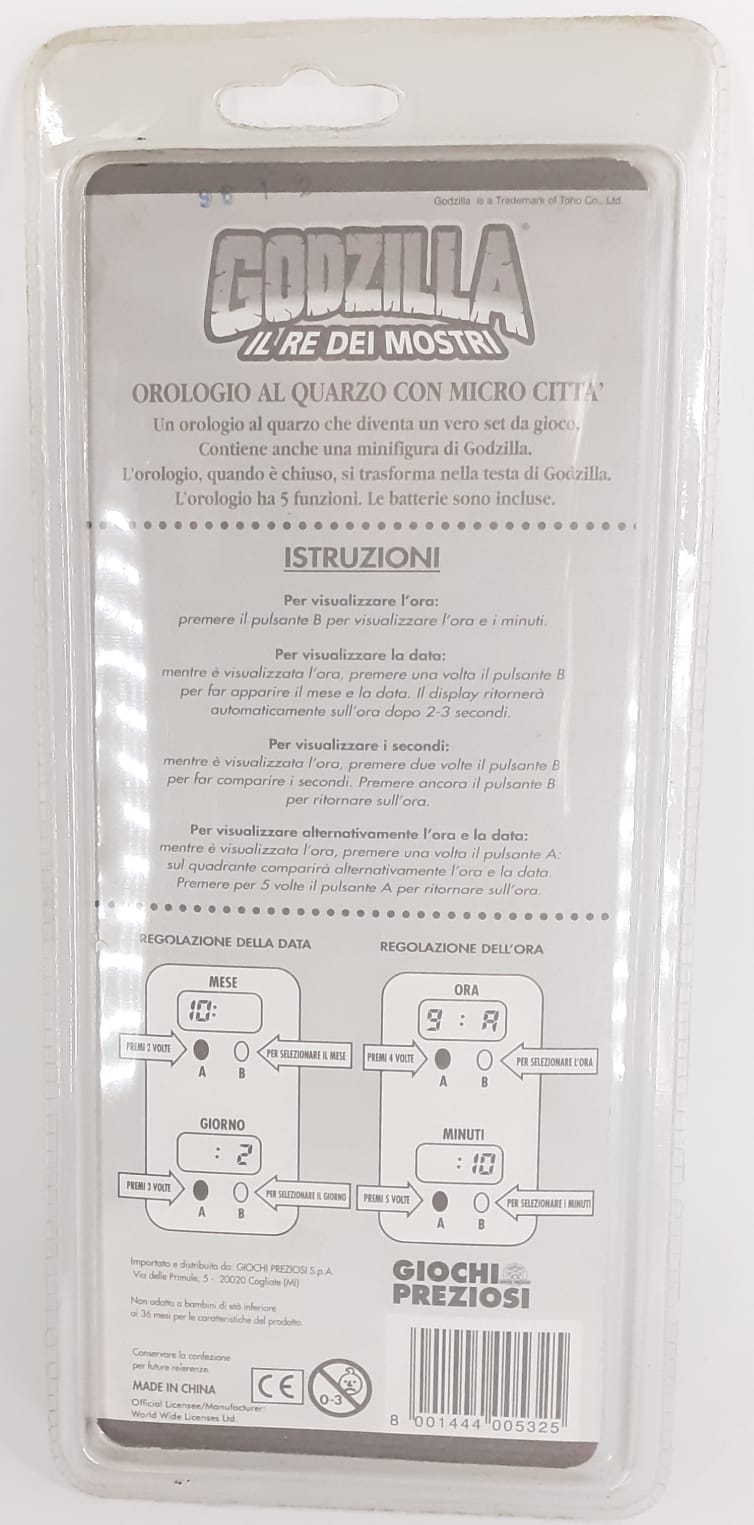 96 1 2
Godzilla is a Trademark of Toho Co., Ltd.
GODZILLA®
IL RE DEI MOSTRI
OROLOGIO AL QUARZO CON MICRO CITTA'
Un orologio al quarzo che diventa un vero set da gioco.
Contiene anche una minifigura di Godzilla.
L'orologio, quando è chiuso, si trasforma nella testa di Godzilla.
L'orologio ha 5 funzioni. Le batterie sono incluse.
ISTRUZIONI
Per visualizzare l'ora:
premere il pulsante B per visualizzare l'ora e i minuti.
Per visualizzare la data:
mentre è visualizzata l'ora, premere una volta il pulsante B
per far apparire il mese e la data. Il display ritornerà
automaticamente sull'ora dopo 2-3 secondi.
Per visualizzare i secondi:
mentre è visualizzata l'ora, premere due volte il pulsante B
per far comparire i secondi. Premere ancora il pulsante B
per ritornare sull'ora.
Per visualizzare alternativamente l'ora e la data:
mentre è visualizzata l'ora, premere una volta il pulsante A:
sul quadrante comparirà alternativamente l'ora e la data.
Premere per 5 volte il pulsante A per ritornare sull'ora.
REGOLAZIONE DELLA DATA
MESE
10:
PREMI 2 VOLTE
PER SELEZIONARE IL MESE
A B
GIORNO
: 2
PREMI 3 VOLTE
PER SELEZIONARE IL GIORNO
A B
REGOLAZIONE DELL'ORA
ORA
9 : A
PREMI 4 VOLTE
PER SELEZIONARE L'ORA
A B
MINUTI
:10
PREMI 5 VOLTE
PER SELEZIONARE I MINUTI
A B
Importato e distribuito da: GIOCHI PREZIOSI S.p.A.
Via delle Primule, 5 - 20020 Cogliate (MI)
Non adatto a bambini di età inferiore
ai 36 mesi per le caratteristiche del prodotto.
Conservare la confezione
per future referenze.
MADE IN CHINA
Official Licensee/Manufacturer:
World Wide Licenses Ltd.
CE
0-3
GIOCHI
PREZIOSI
8 001444 005325